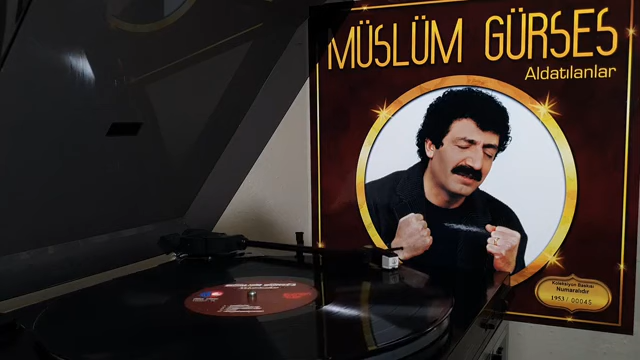 MÜSLÜM GÜRSES
Aldatılanlar
Koleksiyon Baskısı
Numaralıdır
1953 / 00045